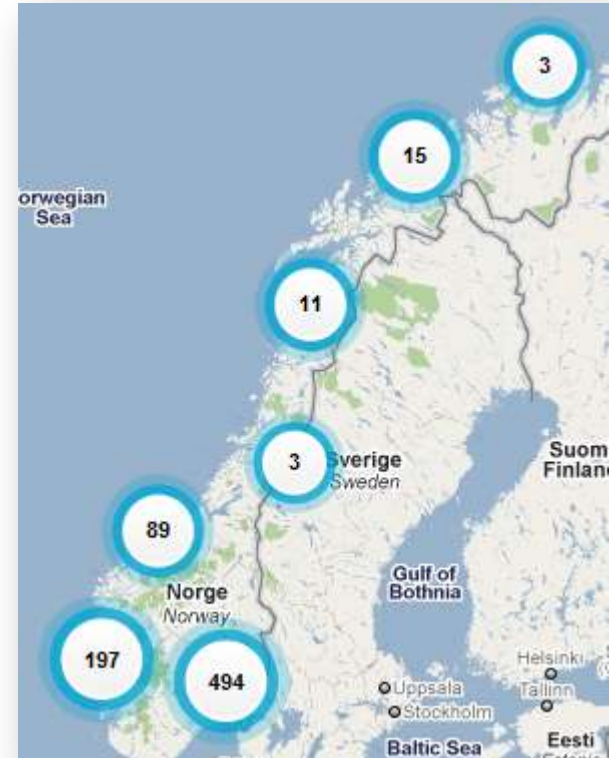 3
15
orwegian
Sea
11
3
Sverige
Sweden
Suom
Finlan
89
Gulf of
Bothnia
Norge
Norway
197
494
Helsinki
Uppsala
Tallinn
Stockholm
Baltic Sea
Eesti